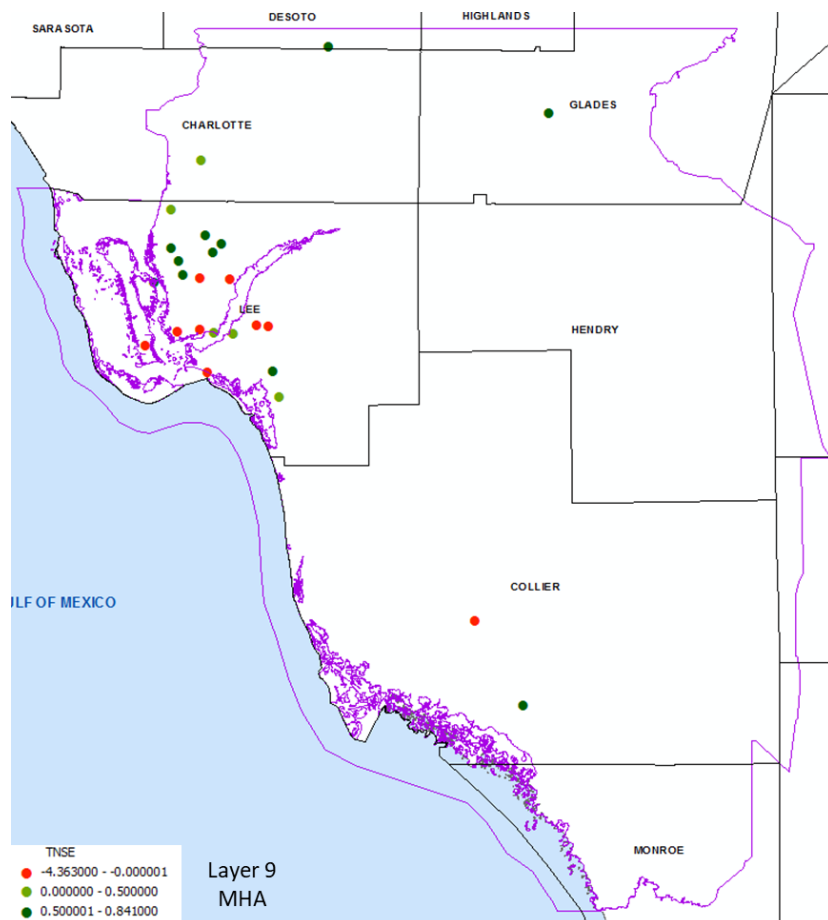 DESOTO
HIGHLANDS
SARASOTA
GLADES
CHARLOTTE
LEE
HENDRY
COLLIER
ULF OF MEXICO
MONROE
TNSE
-4.363000 - -0.000001
0.000000 - 0.500000
0.500001 - 0.841000
Layer 9
MHA